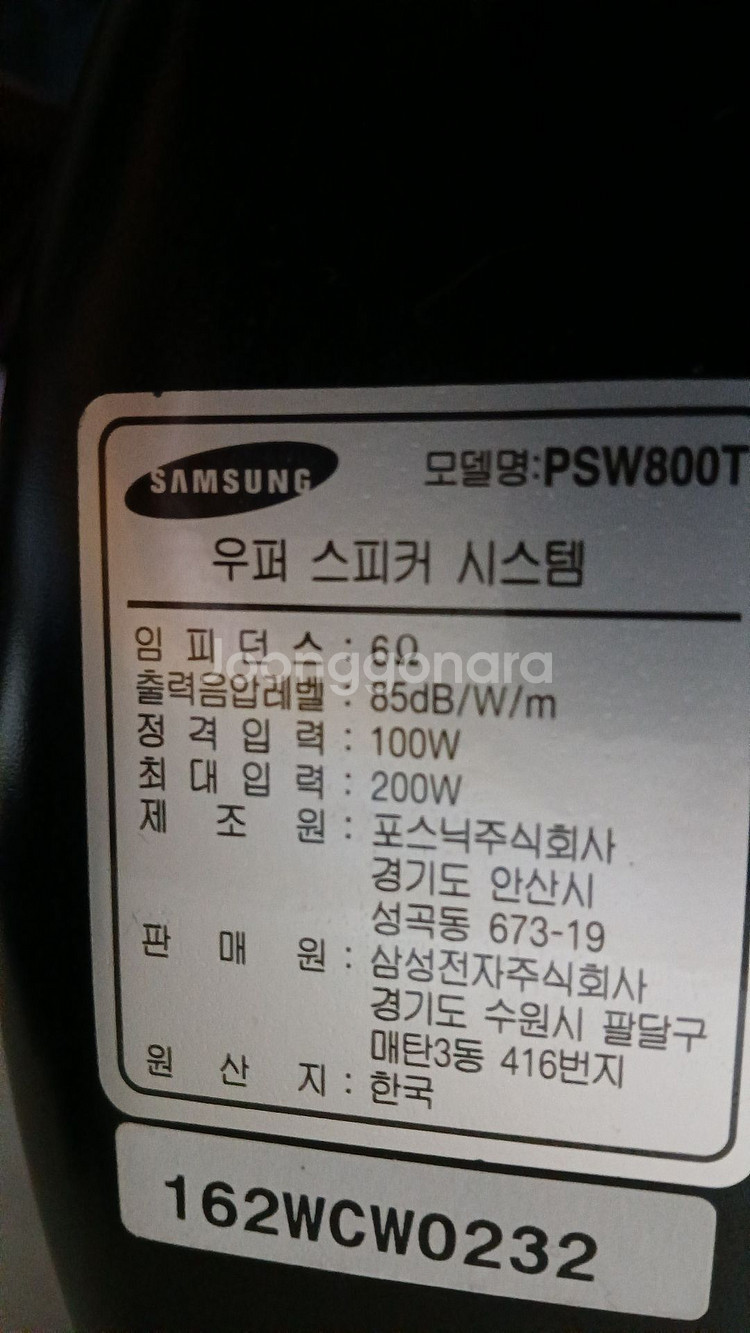 SAMSUNG
모델명:PSW800T
우퍼 스피커 시스템
임 피 던 스 : 6Ω
Joonggonara
출력음압레벨 : 85dB/W/m
정 격 입 력 : 100W
최 대 입 력 : 200W
제 조 원 : 포스닉주식회사
경기도 안산시
성곡동 673-19
판 매 원 : 삼성전자주식회사
경기도 수원시 팔달구
매탄3동 416번지
원 산 지 : 한국
162WCW0232